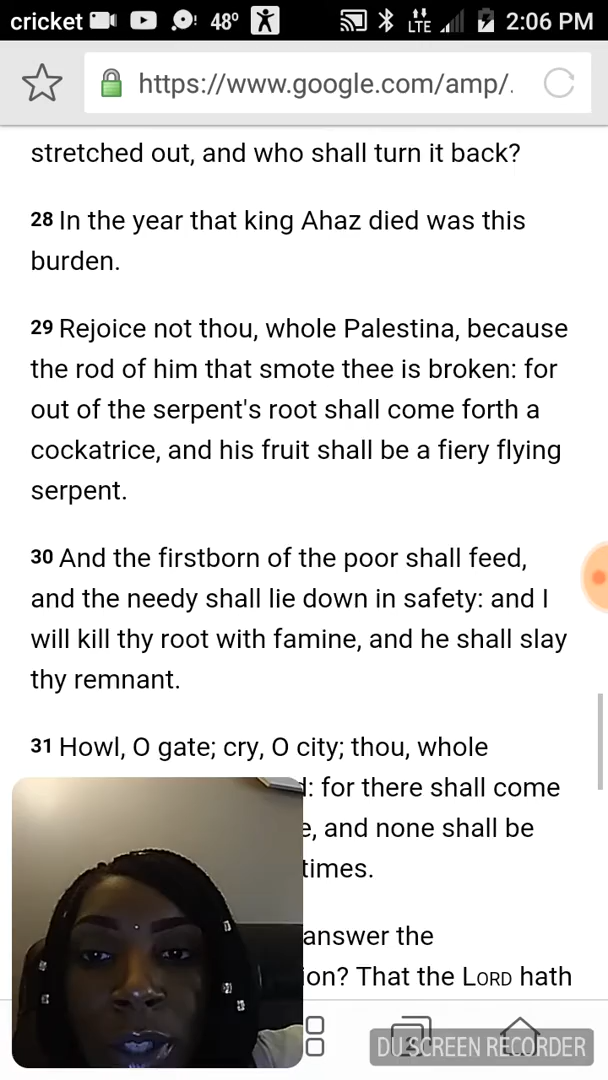 cricket 48° LTE 2:06 PM
https://www.google.com/amp/.
stretched out, and who shall turn it back?
28 In the year that king Ahaz died was this
burden.
29 Rejoice not thou, whole Palestina, because
the rod of him that smote thee is broken: for
out of the serpent's root shall come forth a
cockatrice, and his fruit shall be a fiery flying
serpent.
30 And the firstborn of the poor shall feed,
and the needy shall lie down in safety: and I
will kill thy root with famine, and he shall slay
thy remnant.
31 Howl, O gate; cry, O city; thou, whole
: for there shall come
, and none shall be
times.
answer the
ion? That the LORD hath
DU SCREEN RECORDER